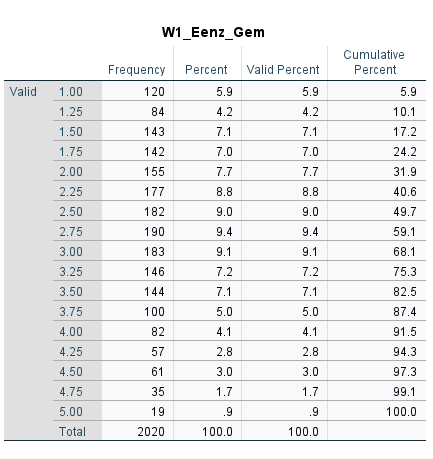 W1_Eenz_Gem
Frequency Percent Valid Percent Cumulative Percent
Valid 1.00 120 5.9 5.9 5.9
1.25 84 4.2 4.2 10.1
1.50 143 7.1 7.1 17.2
1.75 142 7.0 7.0 24.2
2.00 155 7.7 7.7 31.9
2.25 177 8.8 8.8 40.6
2.50 182 9.0 9.0 49.7
2.75 190 9.4 9.4 59.1
3.00 183 9.1 9.1 68.1
3.25 146 7.2 7.2 75.3
3.50 144 7.1 7.1 82.5
3.75 100 5.0 5.0 87.4
4.00 82 4.1 4.1 91.5
4.25 57 2.8 2.8 94.3
4.50 61 3.0 3.0 97.3
4.75 35 1.7 1.7 99.1
5.00 19 .9 .9 100.0
Total 2020 100.0 100.0